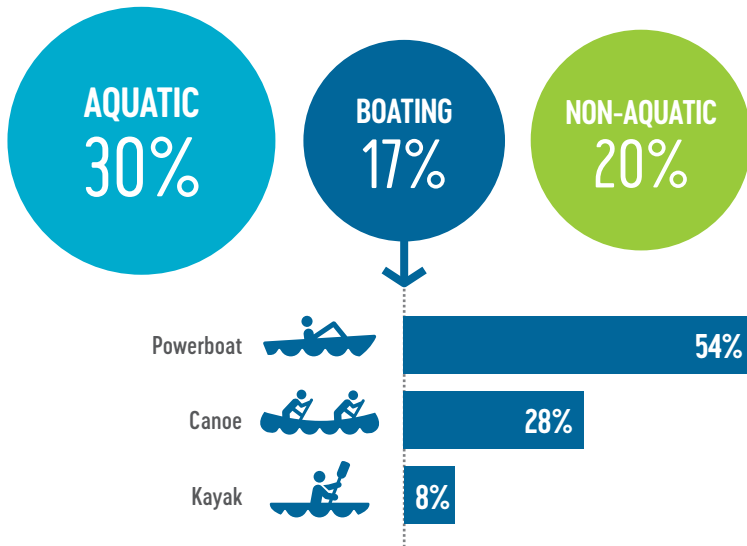 AQUATIC
30%
BOATING
17%
NON-AQUATIC
20%
Powerboat
54%
Canoe
28%
Kayak
8%